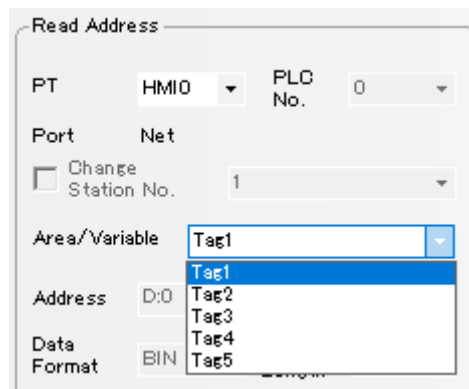 Read Address
PT HMI0 PLC No. 0
Port Net
Change Station No. 1
Area/Variable Tag1
Tag1
Tag2
Tag3
Tag4
Tag5
Address D:0
Data Format BIN